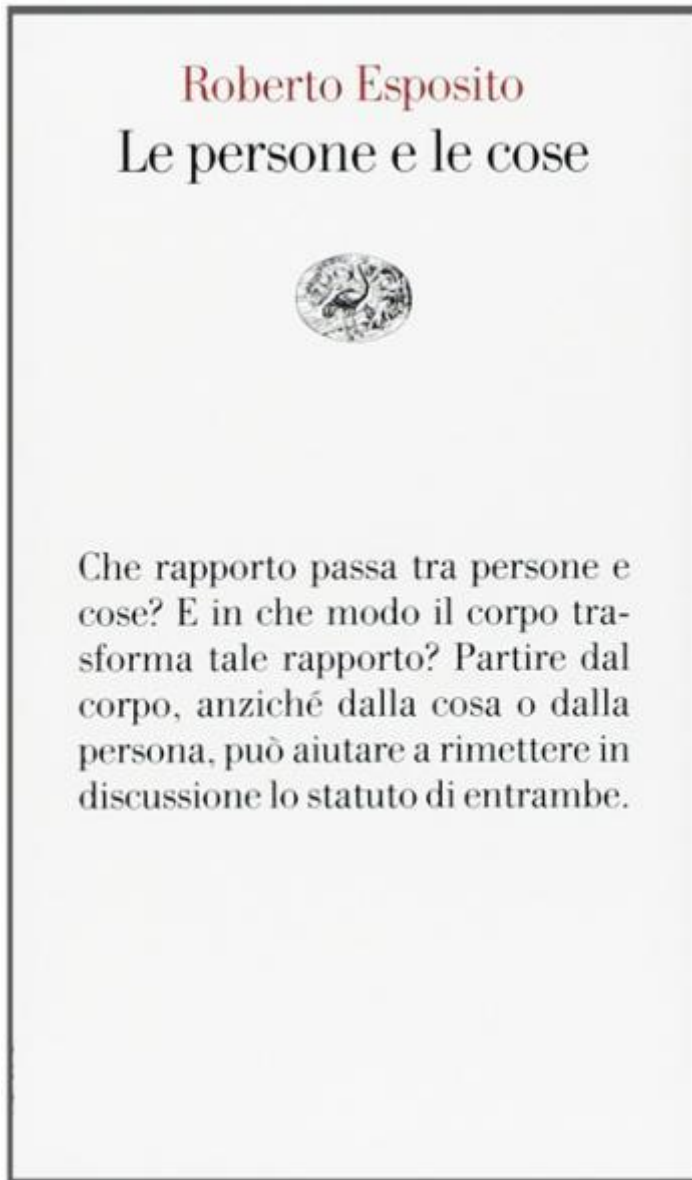 Roberto Esposito
Le persone e le cose
Che rapporto passa tra persone e
cose? E in che modo il corpo tra-
sforma tale rapporto? Partire dal
corpo, anziché dalla cosa o dalla
persona, può aiutare a rimettere in
discussione lo statuto di entrambe.